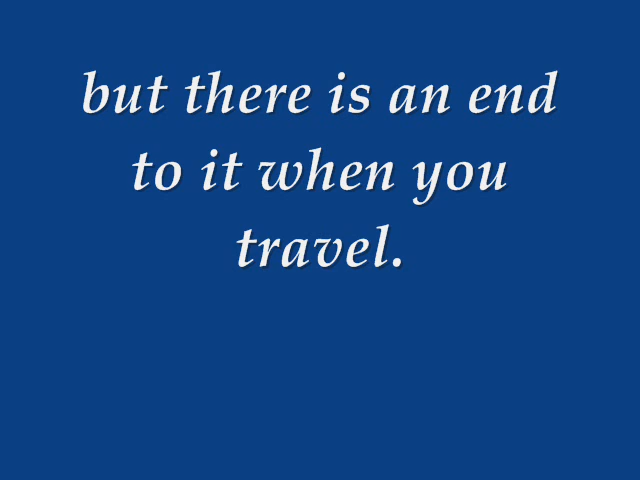 but there is an end
to it when you
travel.